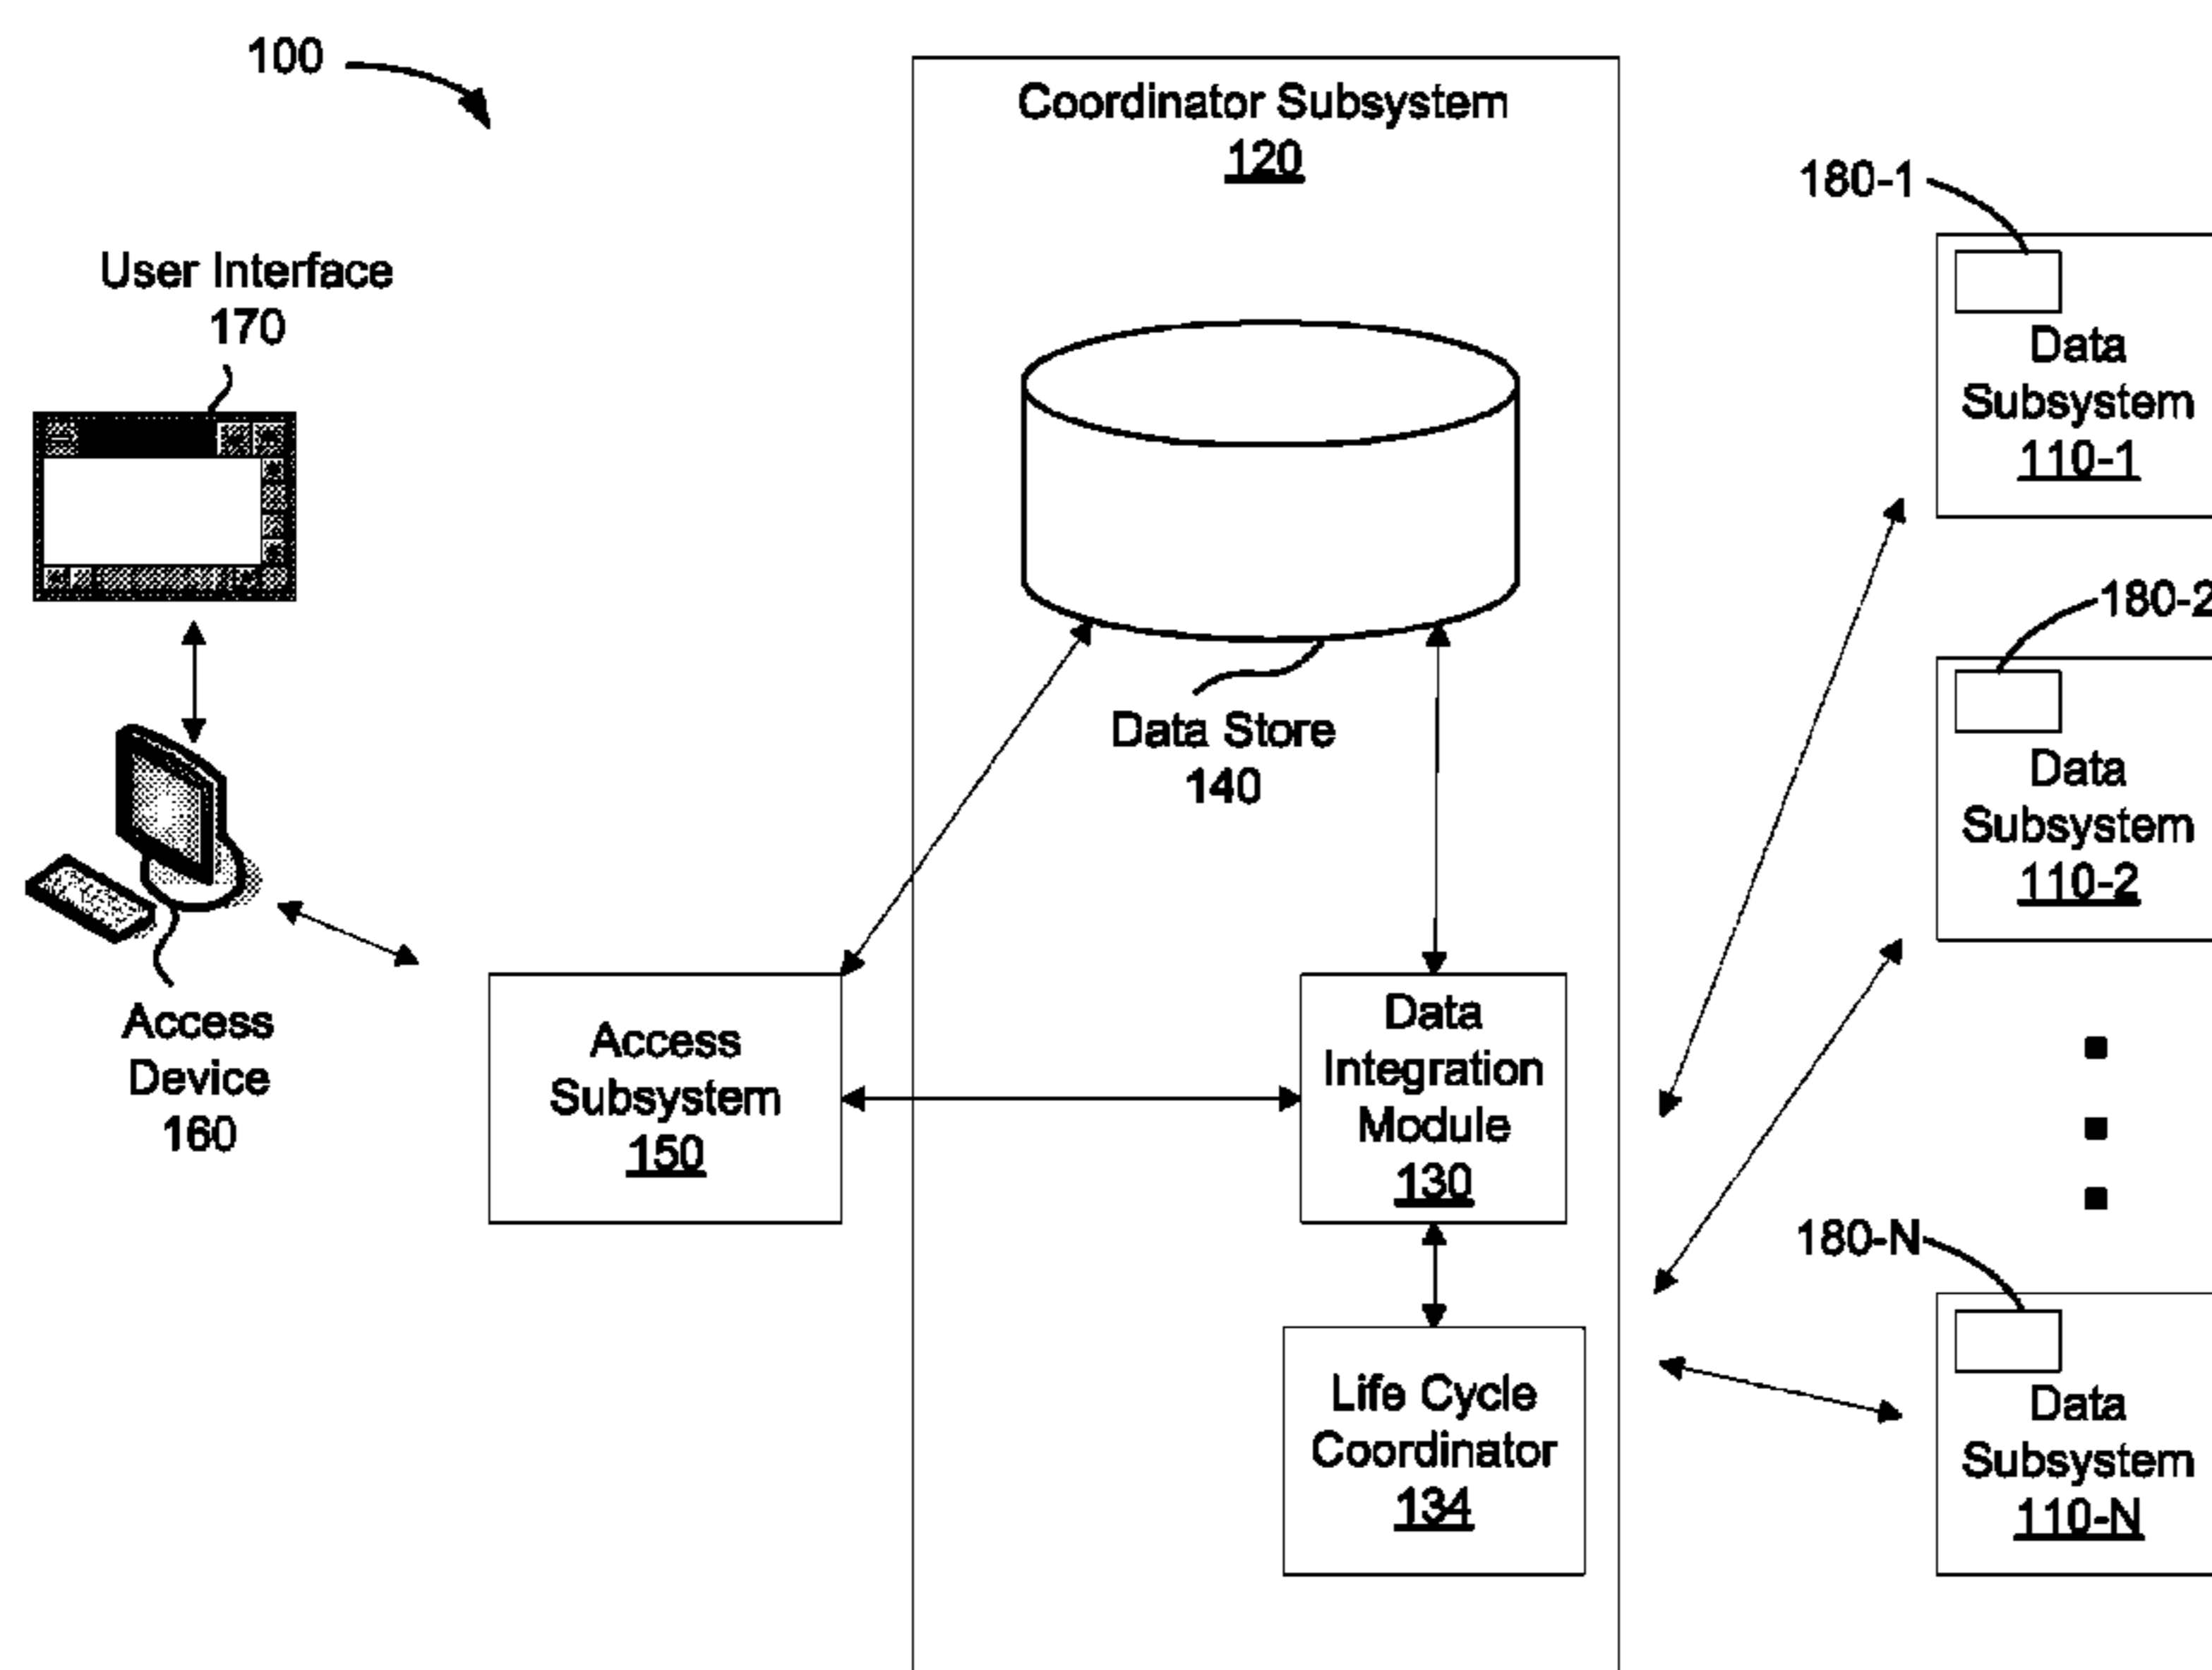 100
Coordinator Subsystem
120
180-1
User Interface
170
Data
Subsystem
110-1
180-2
Data Store
140
Data
Subsystem
110-2
Access
Device
160
Access
Subsystem
150
Data
Integration
Module
130
180-N
Life Cycle
Coordinator
134
Data
Subsystem
110-N